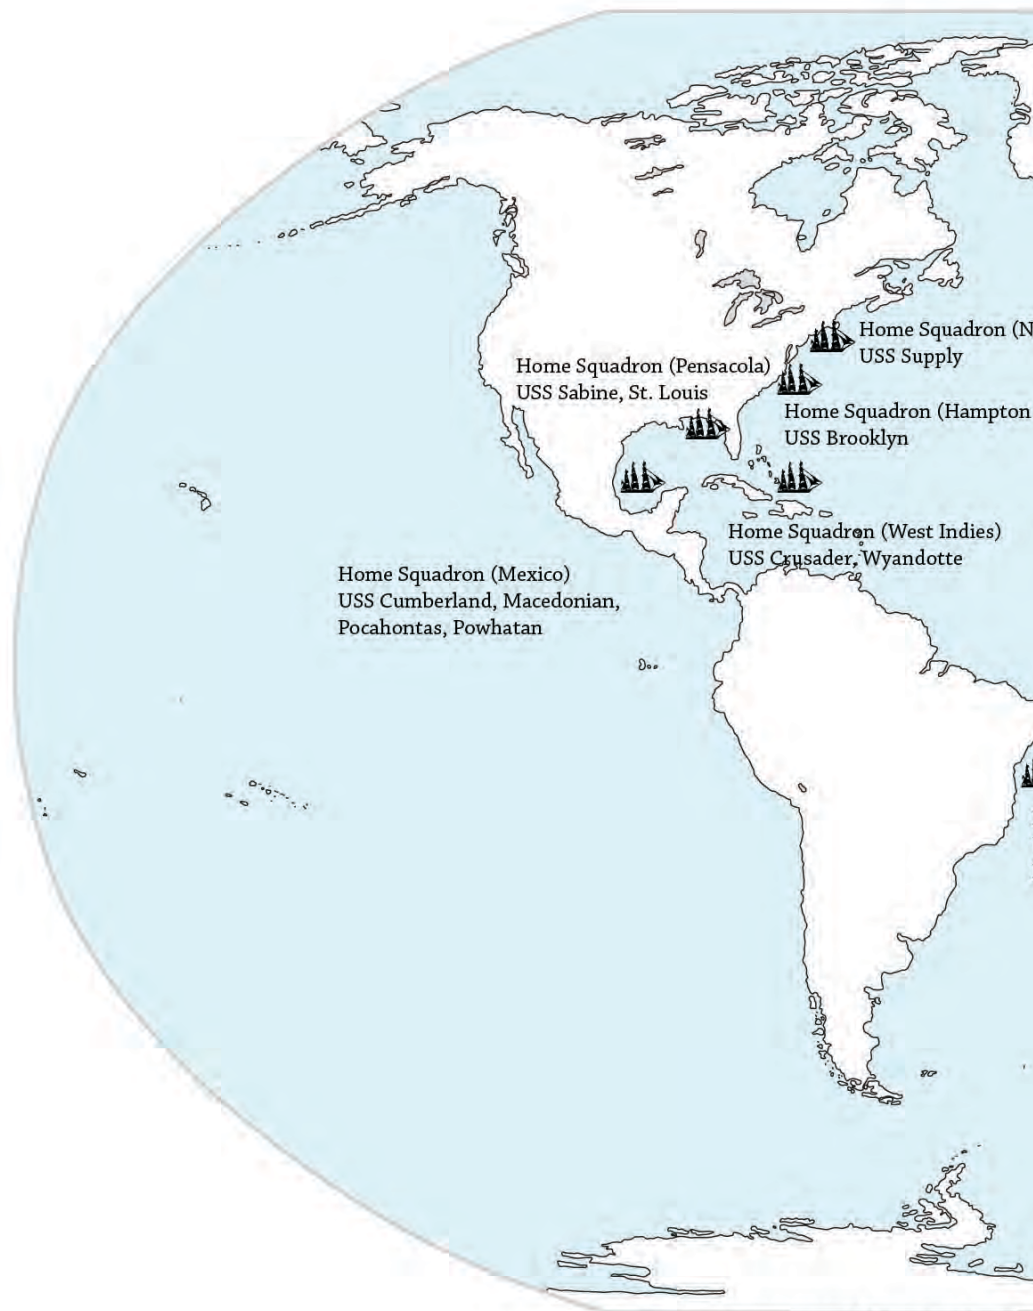 Home Squadron (N
USS Supply
Home Squadron (Pensacola)
USS Sabine, St. Louis
Home Squadron (Hampton
USS Brooklyn
Home Squadron (West Indies)
USS Crusader, Wyandotte
Home Squadron (Mexico)
USS Cumberland, Macedonian,
Pocahontas, Powhatan